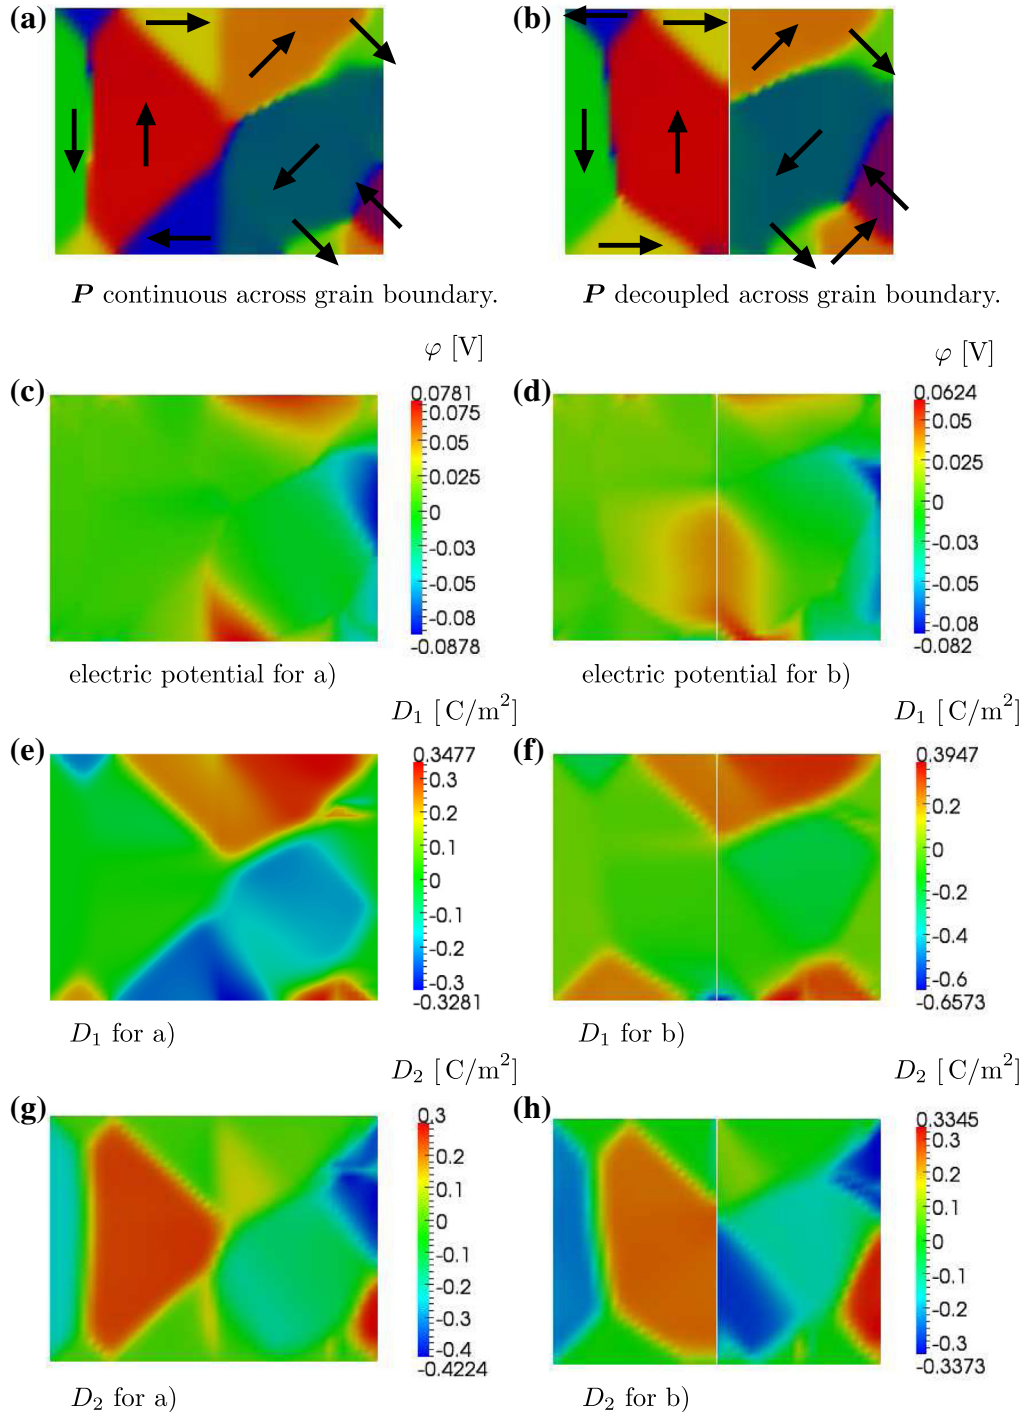 (a)
(b)
P continuous across grain boundary.
P decoupled across grain boundary.
φ [V]
φ [V]
(c)
0.0781
0.075
0.05
0.025
0
-0.03
-0.05
-0.08
-0.0878
(d)
0.0624
0.05
0.025
0
-0.03
-0.05
-0.08
-0.082
electric potential for a)
electric potential for b)
D₁ [C/m²]
D₁ [C/m²]
(e)
0.3477
0.3
0.2
0.1
0
-0.1
-0.2
-0.3
-0.3281
(f)
0.3947
0.2
0
-0.2
-0.4
-0.6
-0.6573
D₁ for a)
D₁ for b)
D₂ [C/m²]
D₂ [C/m²]
(g)
0.3
0.2
0.1
0
-0.1
-0.2
-0.3
-0.4
-0.4224
(h)
0.3345
0.3
0.2
0.1
0
-0.1
-0.2
-0.3
-0.3373
D₂ for a)
D₂ for b)